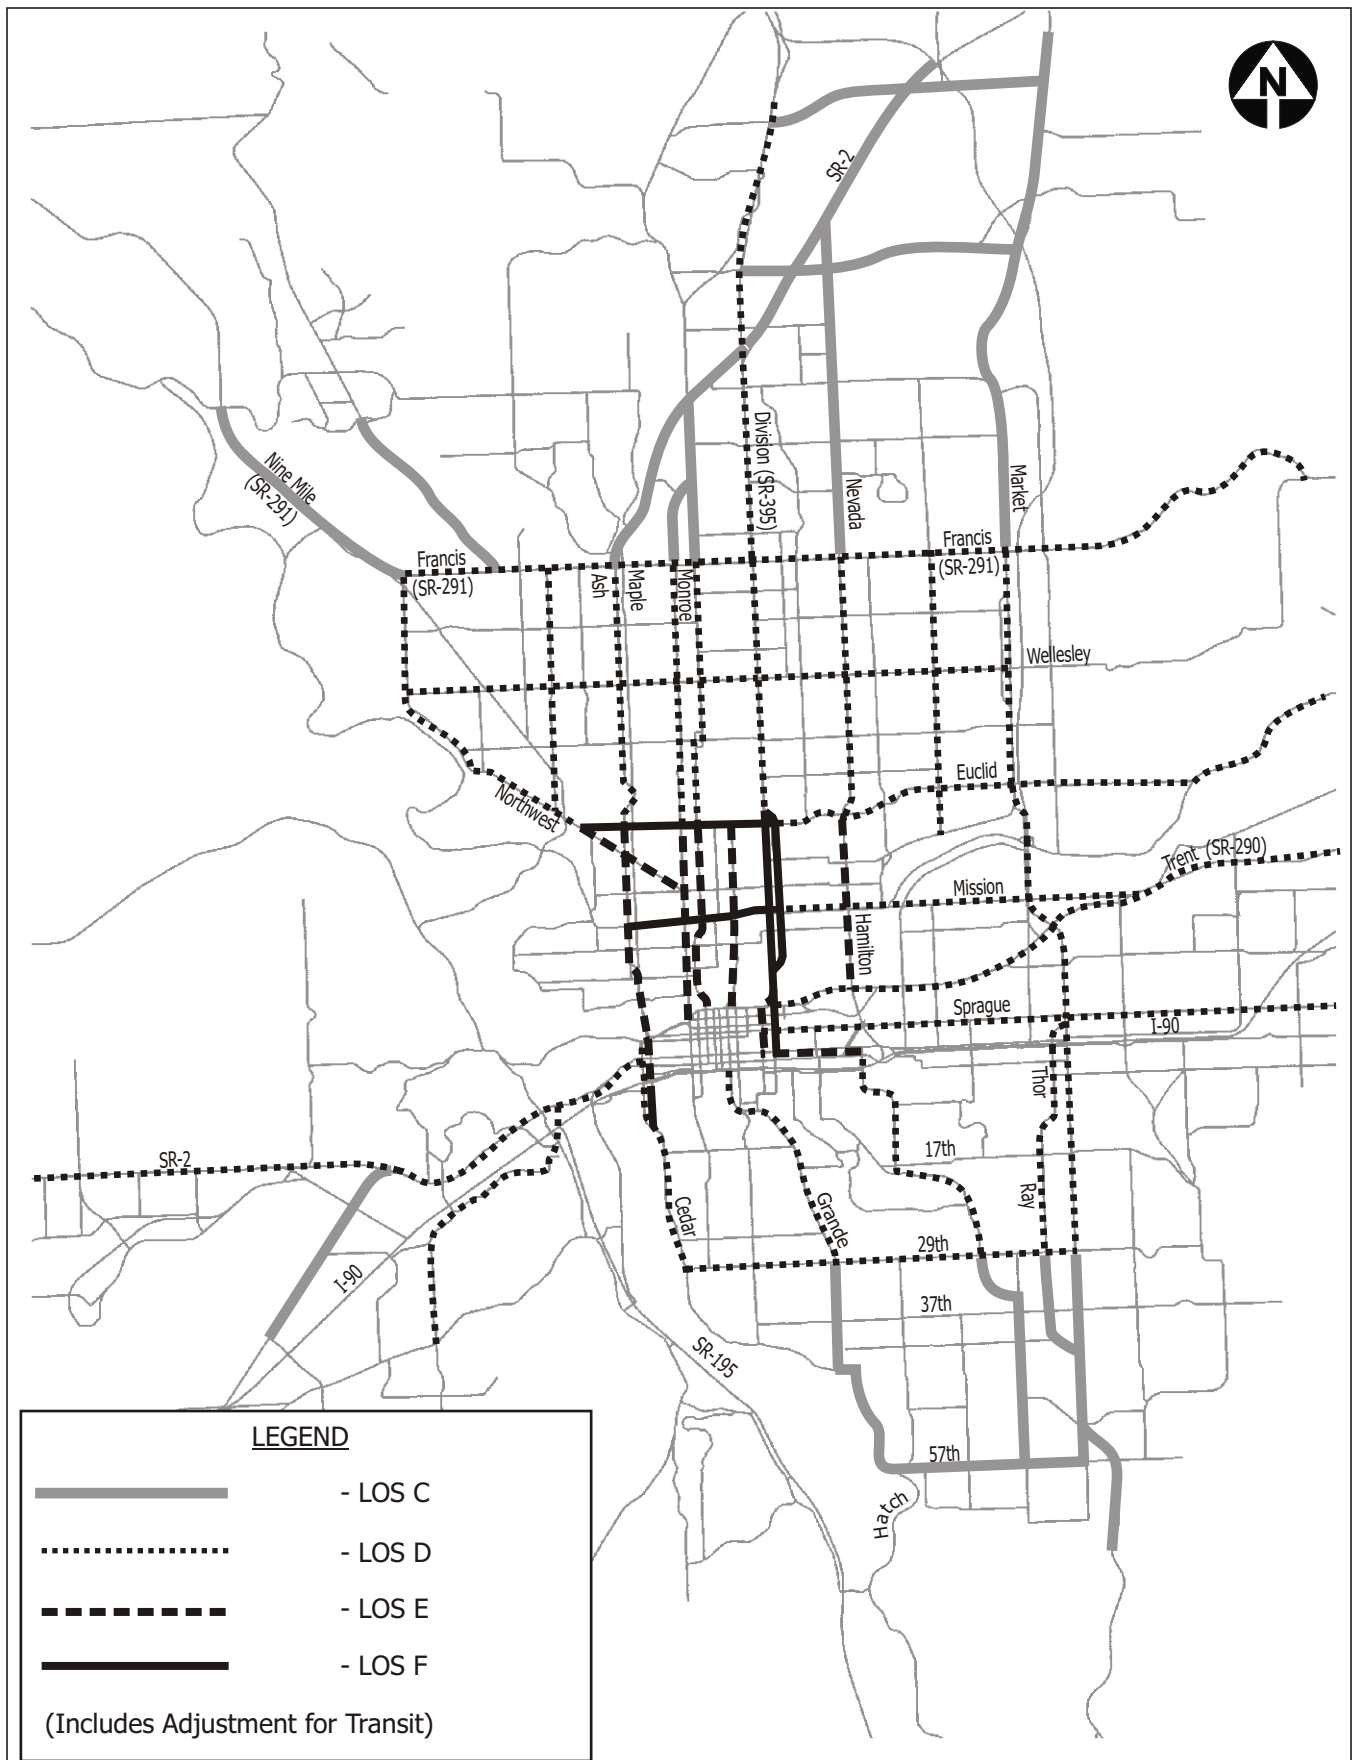 N
SR-2
Nine Mile
(SR-291)
Division (SR-395)
Nevada
Market
Francis
(SR-291)
Francis
(SR-291)
Ash
Maple
Monroe
Wellesley
Euclid
Northwest
Trent (SR-290)
Mission
Hamilton
Sprague
I-90
Thor
SR-2
17th
Ray
Cedar
Grande
29th
I-90
37th
SR-195
57th
Hatch
LEGEND
- LOS C
- LOS D
- LOS E
- LOS F
(Includes Adjustment for Transit)